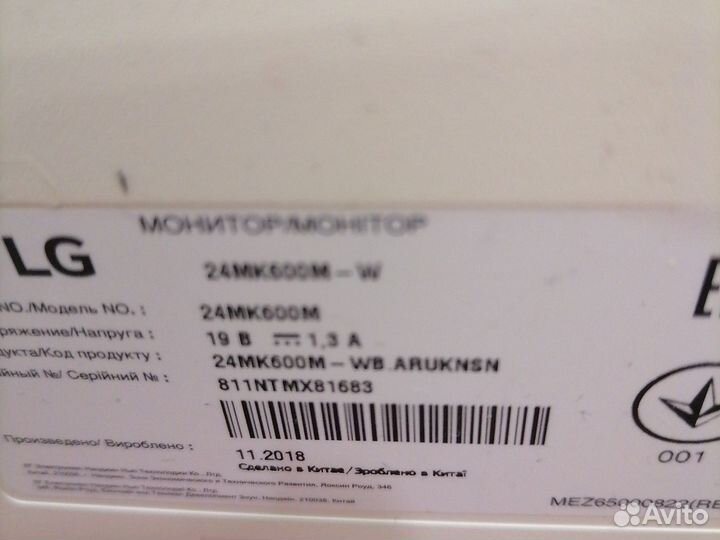 МОНИТОР/МОНІТОР
LG
24MK600M-W
NO./Модель NO.: 24MK600M
ряжение/Напруга: 19 В 1,3 А
дукта/Код продукту: 24MK600M-WB.ARUKNSN
йный №/ Серійний №: 811NTMX81683
Произведено/ Вироблено: 11.2018
Сделано в Китае/Зроблено в Китаї
001
Avito